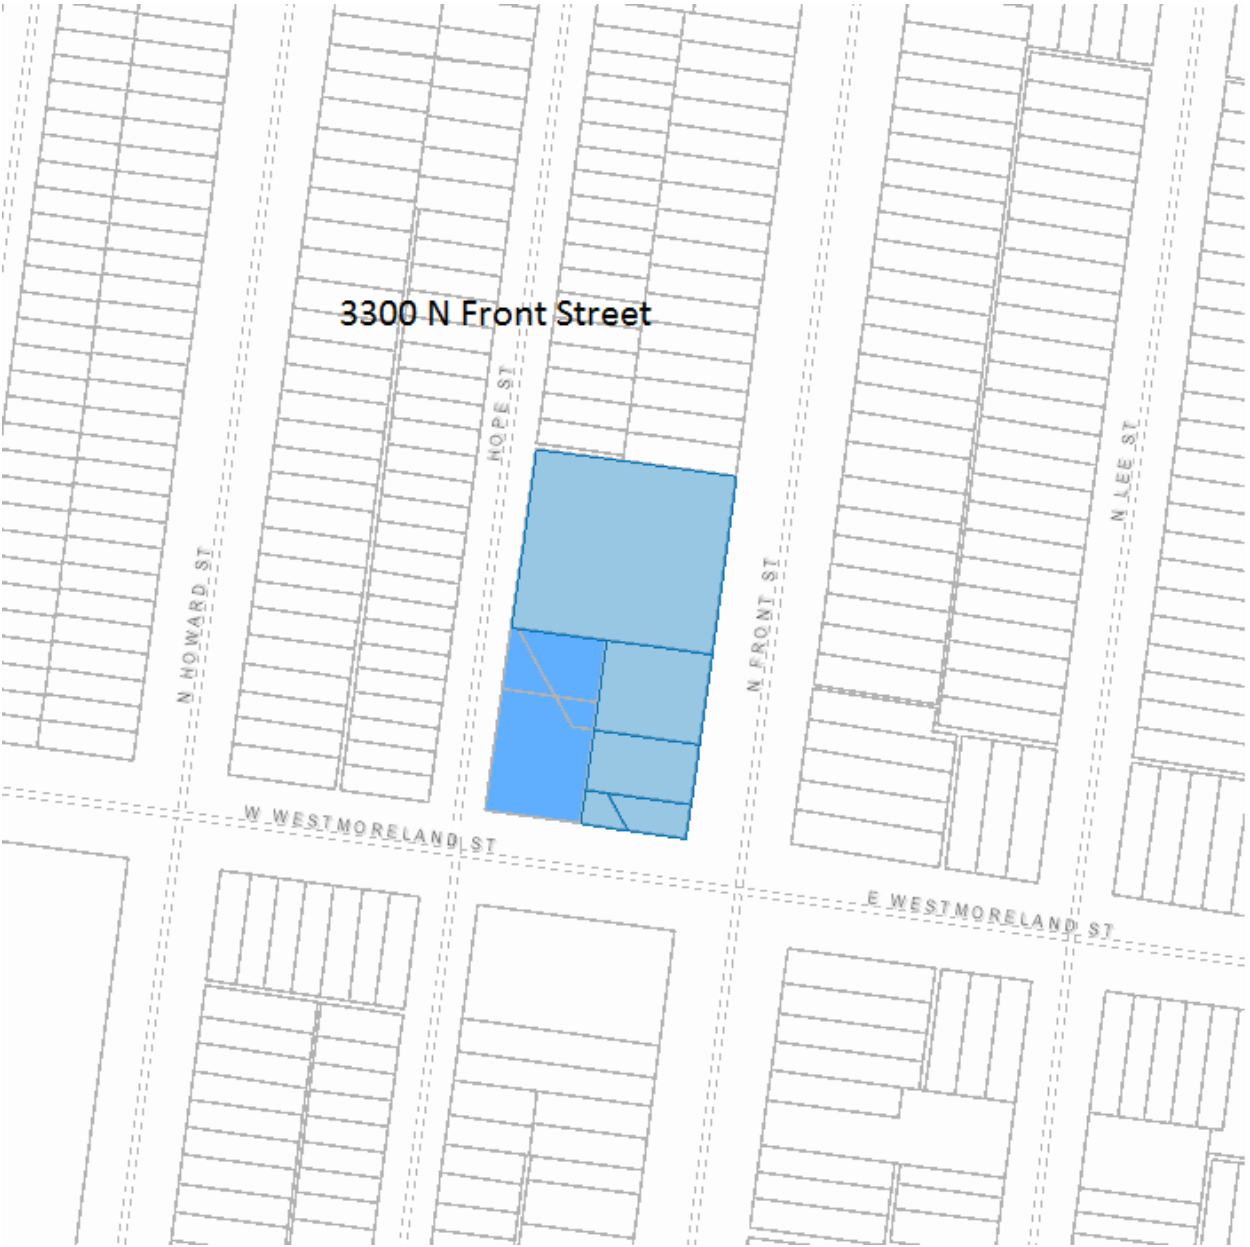 3300 N Front Street
HOPE ST
N LEE ST
N HOWARD ST
N FRONT ST
W WESTMORELAND ST
E WESTMORELAND ST